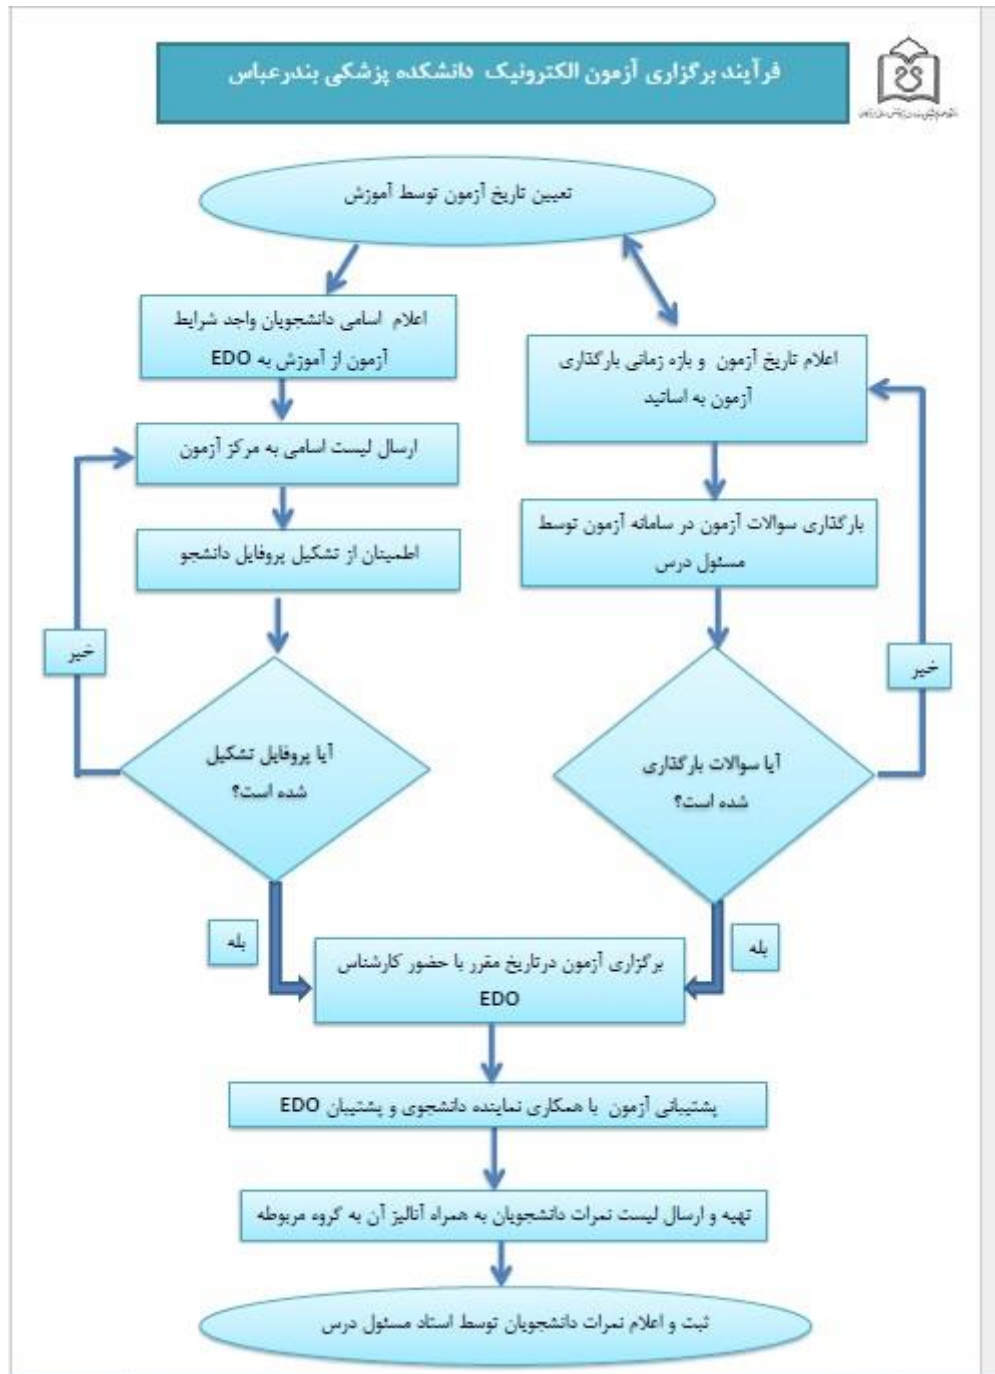 فرآیند برگزاری آزمون الکترونیک دانشکده پزشکی بندرعباس
تعیین تاریخ آزمون توسط آموزش
اعلام اسامی دانشجویان واجد شرایط
آزمون از آموزش به EDO
اعلام تاریخ آزمون و بازه زمانی بارگذاری
آزمون به اساتید
ارسال لیست اسامی به مرکز آزمون
بارگذاری سوالات آزمون در سامانه آزمون توسط
مسئول درس
اطمینان از تشکیل پروفایل دانشجو
خیر
خیر
آیا پروفایل تشکیل
شده است؟
آیا سوالات بارگذاری
شده است؟
بله
بله
برگزاری آزمون درتاریخ مقرر با حضور کارشناس
EDO
پشتیبانی آزمون با همکاری نماینده دانشجوی و پشتیبان EDO
تهیه و ارسال لیست نمرات دانشجویان به همراه آنالیز آن به گروه مربوطه
ثبت و اعلام نمرات دانشجویان توسط استاد مسئول درس